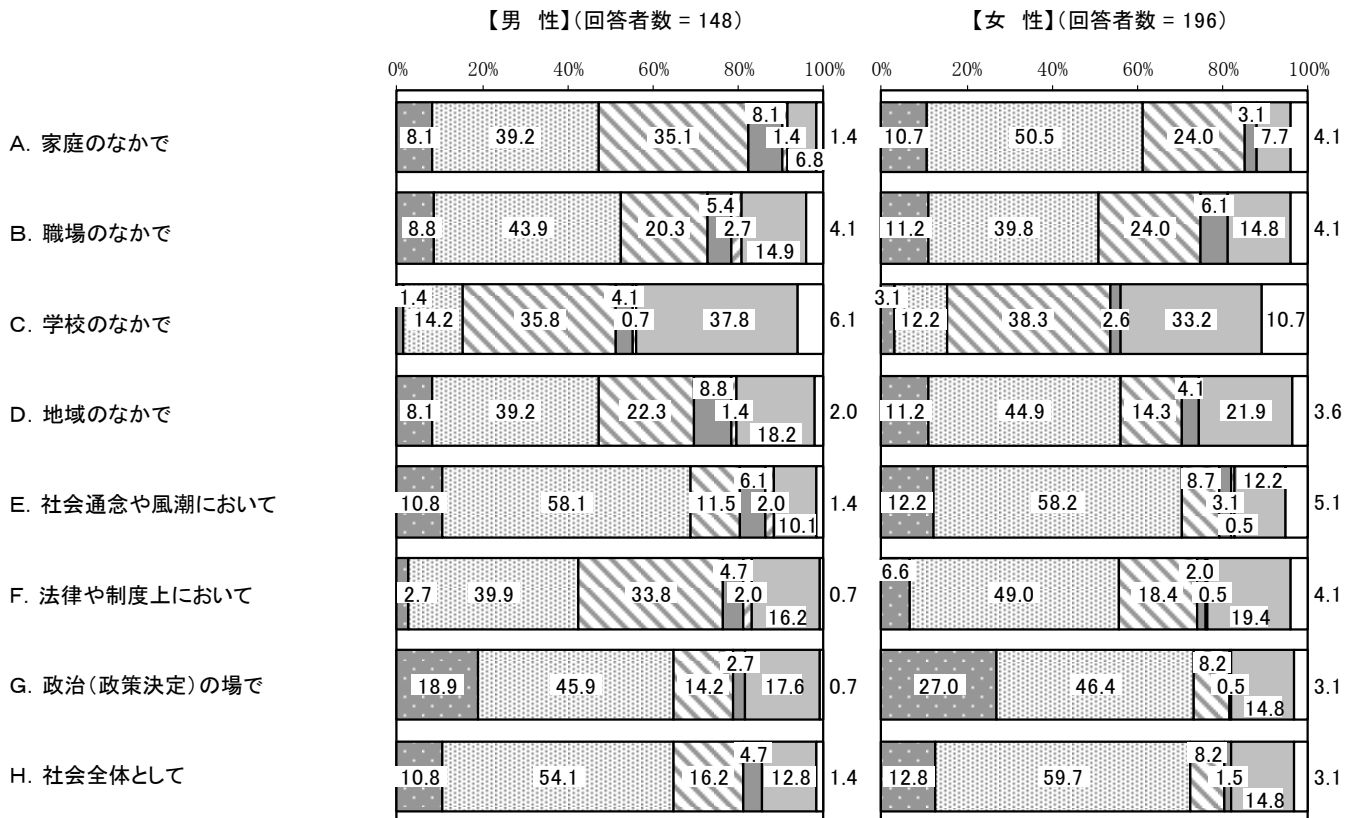 【男　性】(回答者数 = 148)
【女　性】(回答者数 = 196)
0% 20% 40% 60% 80% 100%
0% 20% 40% 60% 80% 100%
A. 家庭のなかで
8.1 39.2 35.1 8.1 1.4 6.8 1.4
10.7 50.5 24.0 3.1 7.7 4.1
B. 職場のなかで
8.8 43.9 20.3 5.4 2.7 14.9 4.1
11.2 39.8 24.0 6.1 14.8 4.1
C. 学校のなかで
1.4 14.2 35.8 4.1 0.7 37.8 6.1
3.1 12.2 38.3 2.6 33.2 10.7
D. 地域のなかで
8.1 39.2 22.3 8.8 1.4 18.2 2.0
11.2 44.9 14.3 4.1 21.9 3.6
E. 社会通念や風潮において
10.8 58.1 11.5 6.1 2.0 10.1 1.4
12.2 58.2 8.7 3.1 0.5 12.2 5.1
F. 法律や制度上において
2.7 39.9 33.8 4.7 2.0 16.2 0.7
6.6 49.0 18.4 2.0 0.5 19.4 4.1
G. 政治(政策決定)の場で
18.9 45.9 14.2 2.7 17.6 0.7
27.0 46.4 8.2 0.5 14.8 3.1
H. 社会全体として
10.8 54.1 16.2 4.7 12.8 1.4
12.8 59.7 8.2 1.5 14.8 3.1